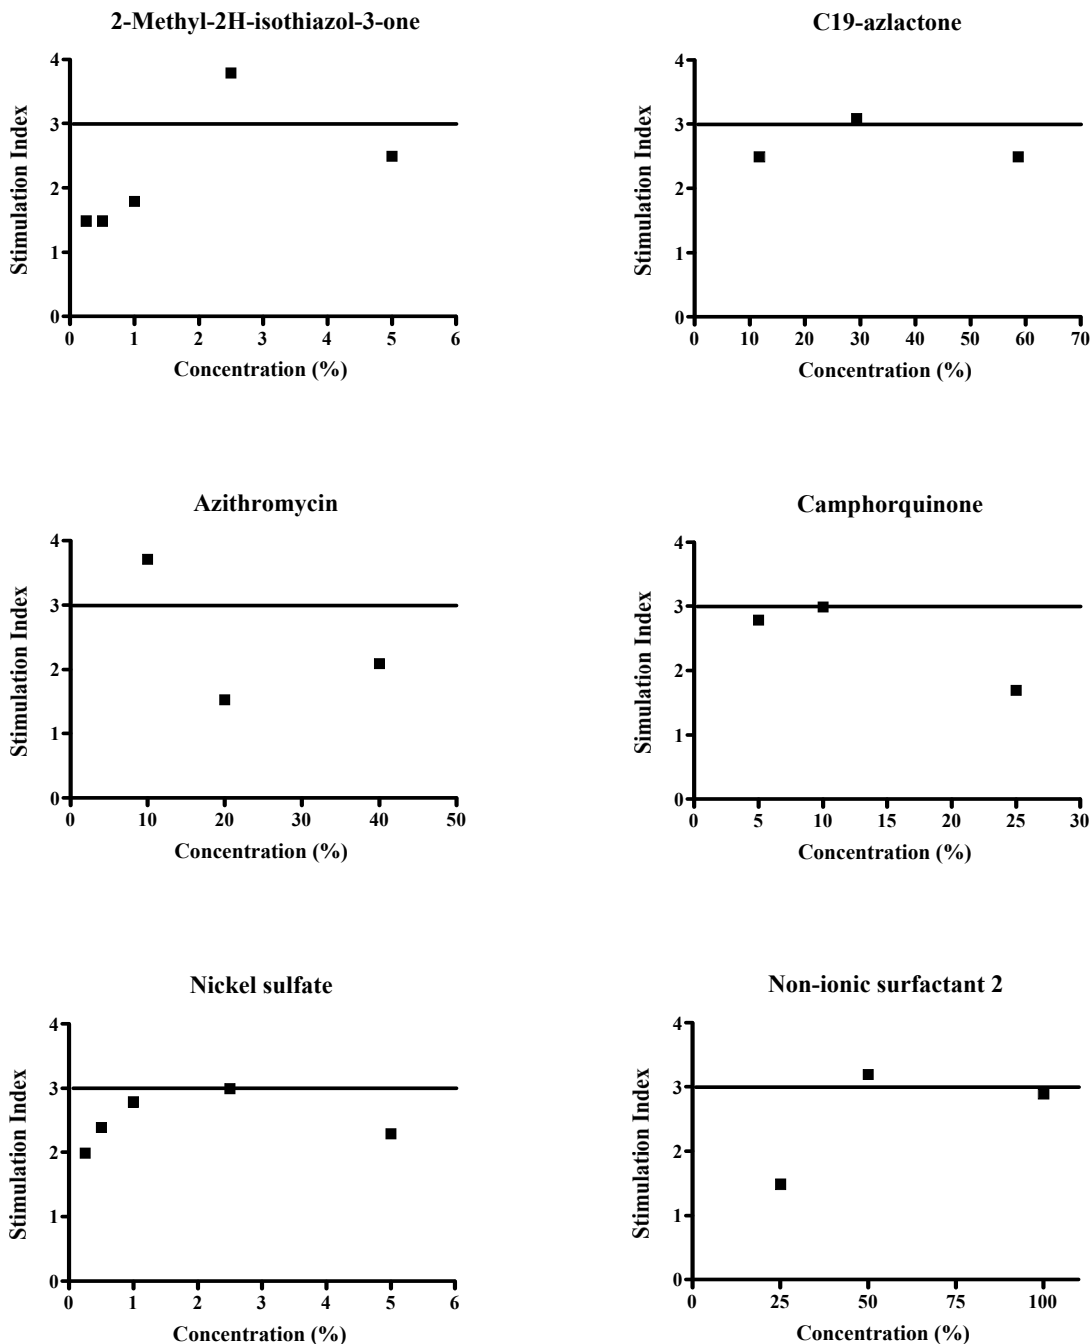 2-Methyl-2H-isothiazol-3-one
4
3
2
1
0
Stimulation Index
0 1 2 3 4 5 6
Concentration (%)
C19-azlactone
4
3
2
1
0
Stimulation Index
0 10 20 30 40 50 60 70
Concentration (%)
Azithromycin
4
3
2
1
0
Stimulation Index
0 10 20 30 40 50
Concentration (%)
Camphorquinone
4
3
2
1
0
Simulation Index
0 5 10 15 20 25 30
Concentration (%)
Nickel sulfate
4
3
2
1
0
Stimulation Index
0 1 2 3 4 5 6
Concentration (%)
Non-ionic surfactant 2
4
3
2
1
0
Stimulation Index
0 25 50 75 100
Concentration (%)